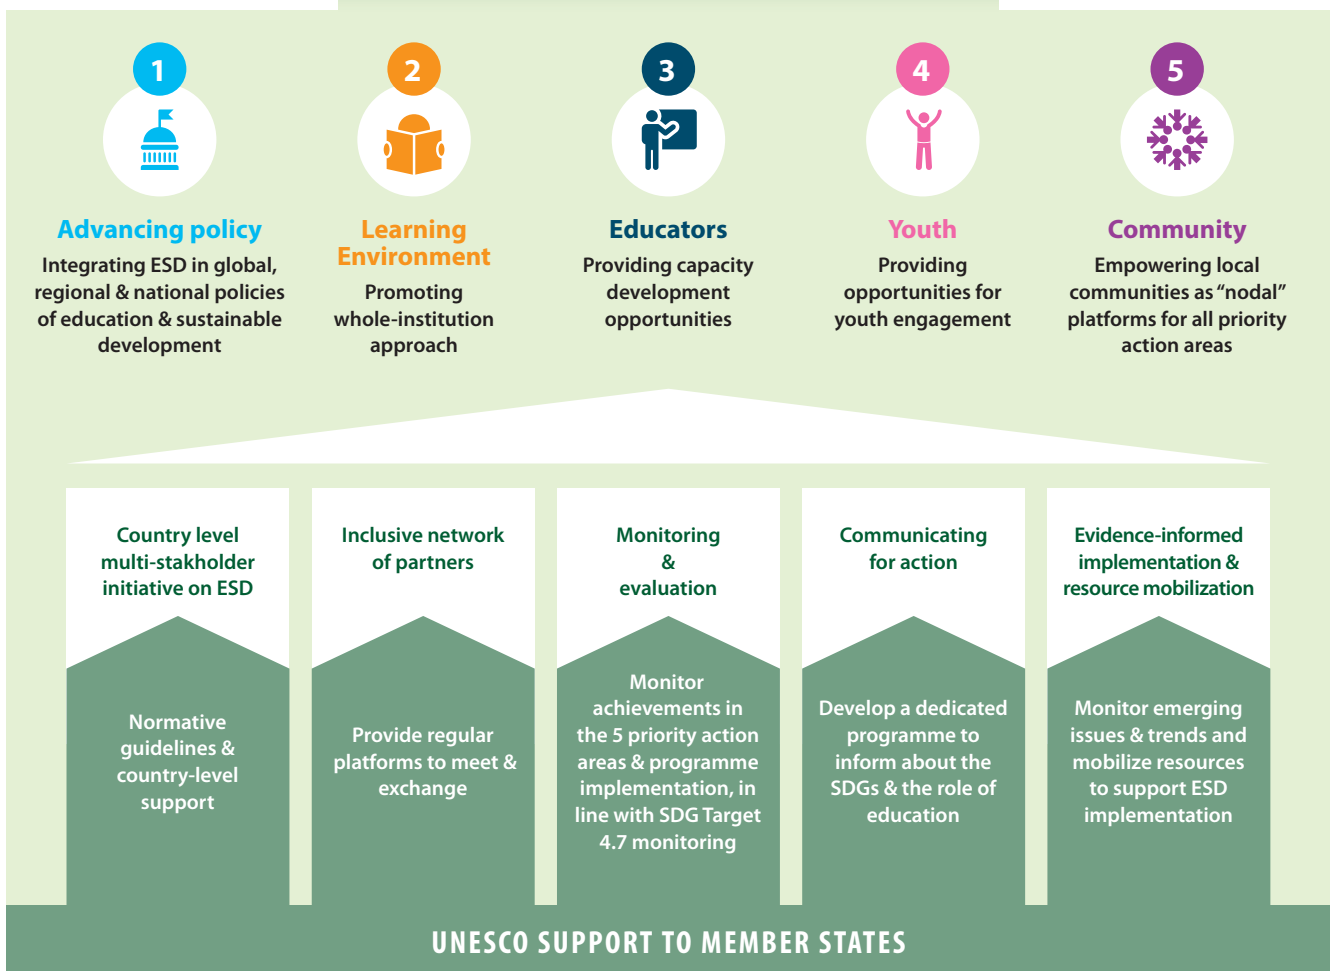 1
Advancing policy
Integrating ESD in global,
regional & national policies
of education & sustainable
development
2
Learning
Environment
Promoting
whole-institution
approach
3
Educators
Providing capacity
development
opportunities
4
Youth
Providing
opportunities for
youth engagement
5
Community
Empowering local
communities as “nodal”
platforms for all priority
action areas
Country level
multi-stakholder
initiative on ESD
Normative
guidelines &
country-level
support
Inclusive network
of partners
Provide regular
platforms to meet &
exchange
Monitoring
&
evaluation
Monitor
achievements in
the 5 priority action
areas & programme
implementation, in
line with SDG Target
4.7 monitoring
Communicating
for action
Develop a dedicated
programme to
inform about the
SDGs & the role of
education
Evidence-informed
implementation &
resource mobilization
Monitor emerging
issues & trends and
mobilize resources
to support ESD
implementation
UNESCO SUPPORT TO MEMBER STATES